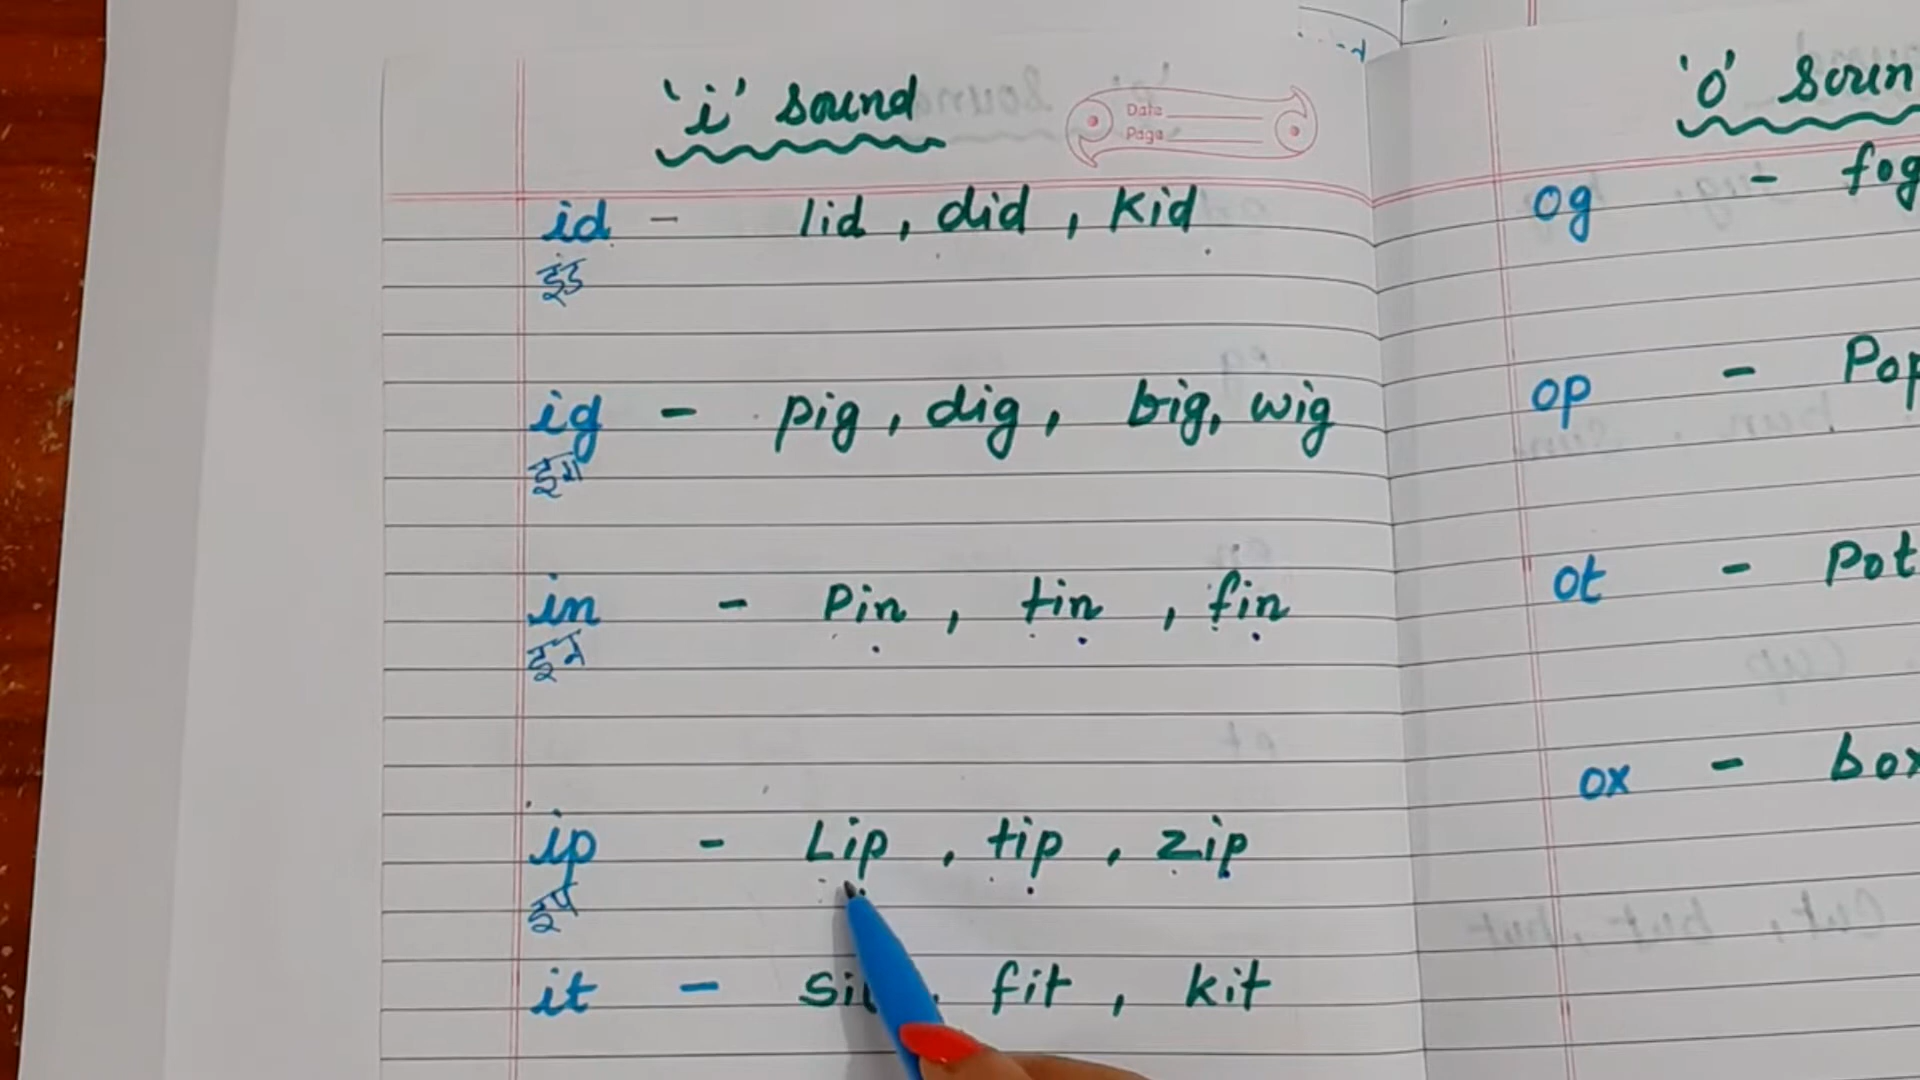 'i' sound
Date
Page
id - lid, did, kid
इड
ig - pig, dig, big, wig
इग
in - Pin, tin, fin
इन
ip - Lip, tip, zip
इप
it - fit, kit
'o' soun
og - fog
op - Pop
ot - Pot
ox - box